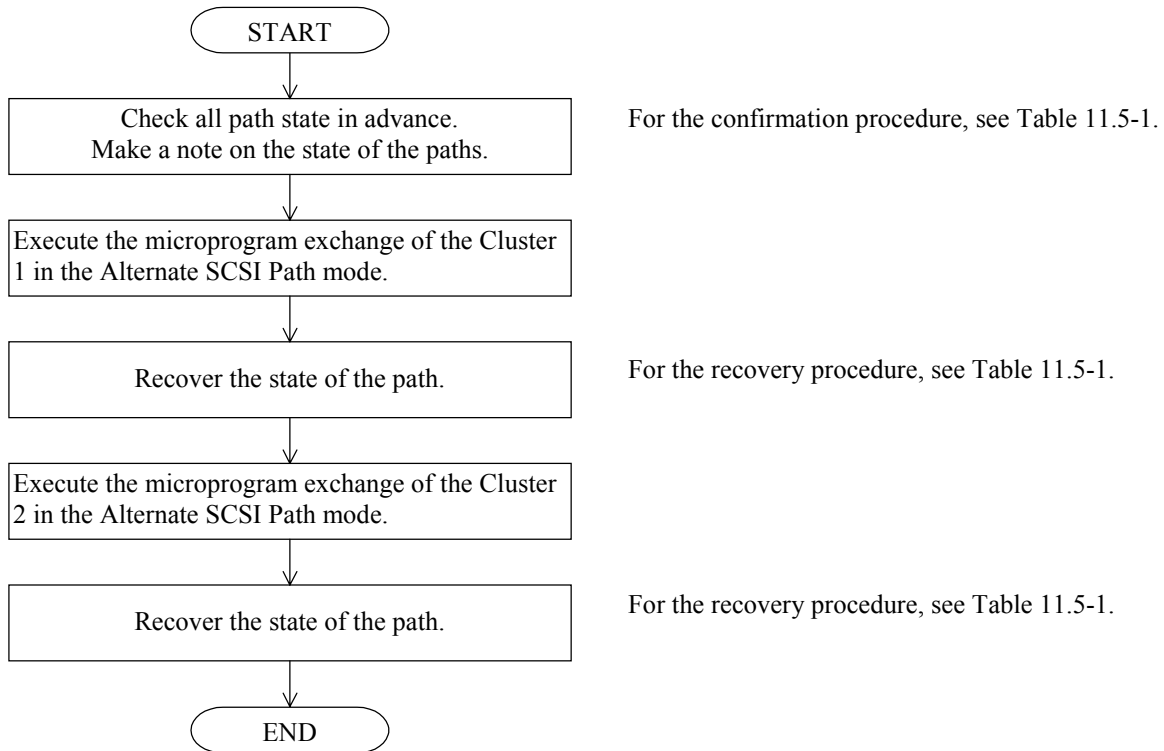 START
Check all path state in advance.
Make a note on the state of the paths.
For the confirmation procedure, see Table 11.5-1.
Execute the microprogram exchange of the Cluster
1 in the Alternate SCSI Path mode.
Recover the state of the path.
For the recovery procedure, see Table 11.5-1.
Execute the microprogram exchange of the Cluster
2 in the Alternate SCSI Path mode.
Recover the state of the path.
For the recovery procedure, see Table 11.5-1.
END